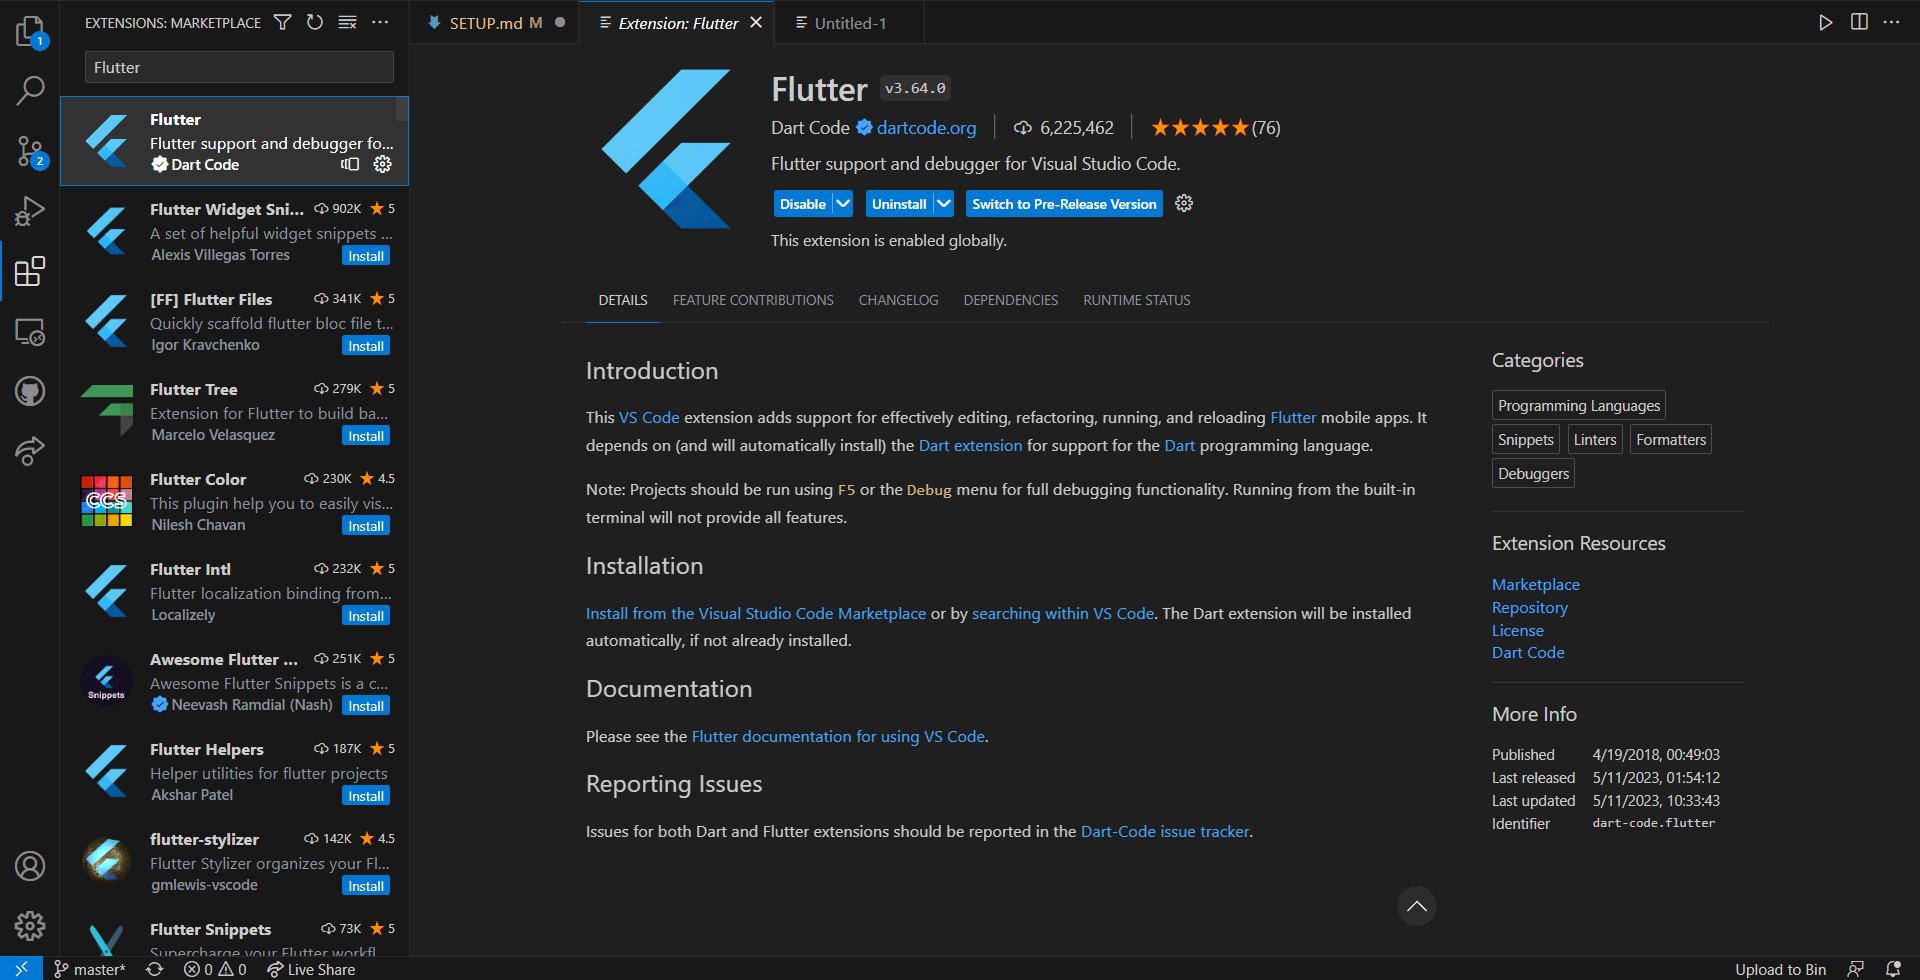 EXTENSIONS: MARKETPLACE
Flutter
1
2
Flutter
Flutter support and debugger fo...
Dart Code
Flutter Widget Sni... 902K 5
A set of helpful widget snippets ...
Alexis Villegas Torres Install
[FF] Flutter Files 341K 5
Quickly scaffold flutter bloc file t...
Igor Kravchenko Install
Flutter Tree 279K 5
Extension for Flutter to build ba...
Marcelo Velasquez Install
CCS
Flutter Color 230K 4.5
This plugin help you to easily vis...
Nilesh Chavan Install
Flutter Intl 232K 5
Flutter localization binding from...
Localizely Install
Snippets
Awesome Flutter ... 251K 5
Awesome Flutter Snippets is a c...
Neevash Ramdial (Nash) Install
Flutter Helpers 187K 5
Helper utilities for flutter projects
Akshar Patel Install
flutter-stylizer 142K 4.5
Flutter Stylizer organizes your Fl...
gmlewis-vscode Install
Flutter Snippets 73K 5
Supercharge your Flutter workfl
SETUP.md M
Extension: Flutter
Untitled-1
Flutter v3.64.0
Dart Code dartcode.org 6,225,462 (76)
Flutter support and debugger for Visual Studio Code.
Disable Uninstall Switch to Pre-Release Version
This extension is enabled globally.
DETAILS FEATURE CONTRIBUTIONS CHANGELOG DEPENDENCIES RUNTIME STATUS
Introduction
This VS Code extension adds support for effectively editing, refactoring, running, and reloading Flutter mobile apps. It
depends on (and will automatically install) the Dart extension for support for the Dart programming language.
Note: Projects should be run using F5 or the Debug menu for full debugging functionality. Running from the built-in
terminal will not provide all features.
Installation
Install from the Visual Studio Code Marketplace or by searching within VS Code. The Dart extension will be installed
automatically, if not already installed.
Documentation
Please see the Flutter documentation for using VS Code.
Reporting Issues
Issues for both Dart and Flutter extensions should be reported in the Dart-Code issue tracker.
Categories
Programming Languages
Snippets Linters Formatters
Debuggers
Extension Resources
Marketplace
Repository
License
Dart Code
More Info
Published 4/19/2018, 00:49:03
Last released 5/11/2023, 01:54:12
Last updated 5/11/2023, 10:33:43
Identifier dart-code.flutter
master* 0 0 Live Share Upload to Bin